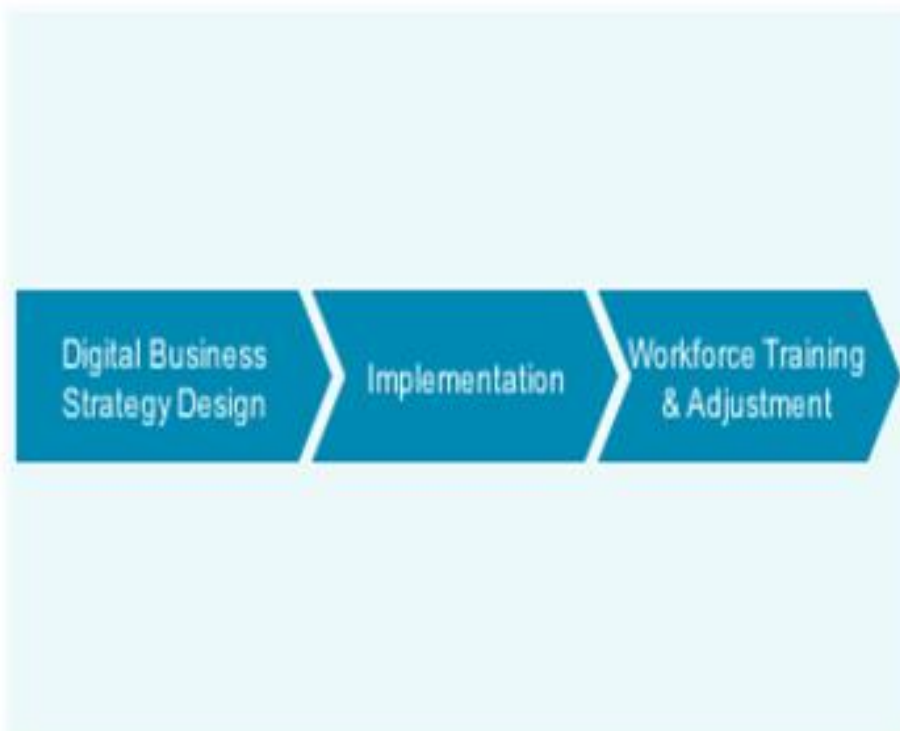 Digital Business
Strategy Design
Implementation
Workforce Training
& Adjustment